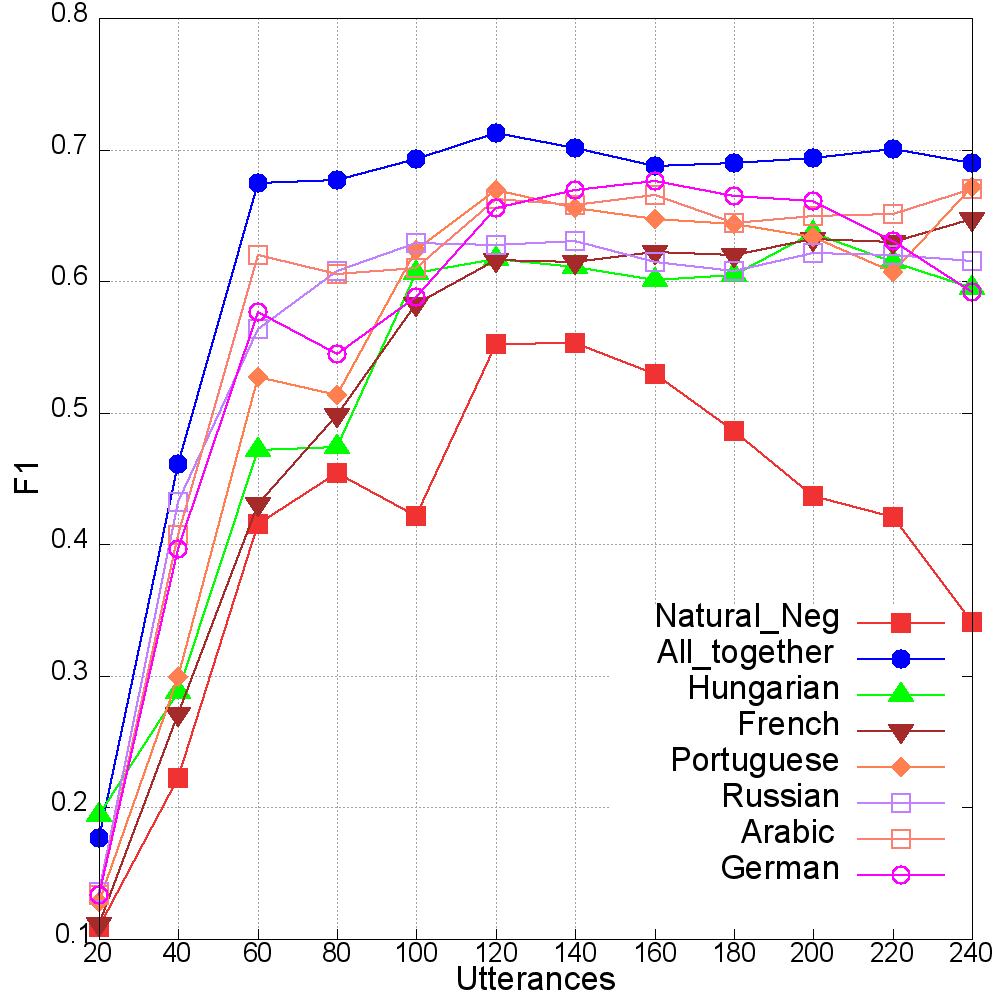 0.8
0.7
0.6
0.5
0.4
0.3
0.2
0.1
F1
Natural_Neg
All_together
Hungarian
French
Portuguese
Russian
Arabic
German
20 40 60 80 100 120 140 160 180 200 220 240
Utterances